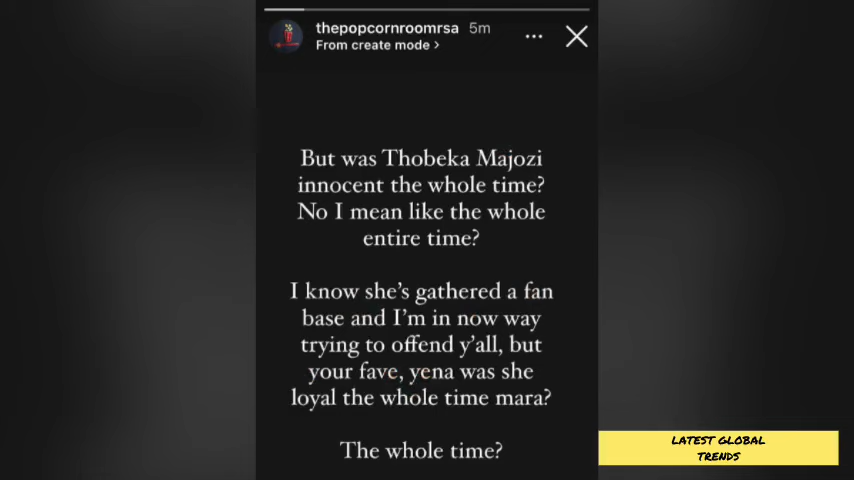 thepopcornroomrsa 5m
From create mode >
But was Thobeka Majozi
innocent the whole time?
No I mean like the whole
entire time?
I know she's gathered a fan
base and I'm in now way
trying to offend y'all, but
your fave, yena was she
loyal the whole time mara?
The whole time?
LATEST GLOBAL
TRENDS